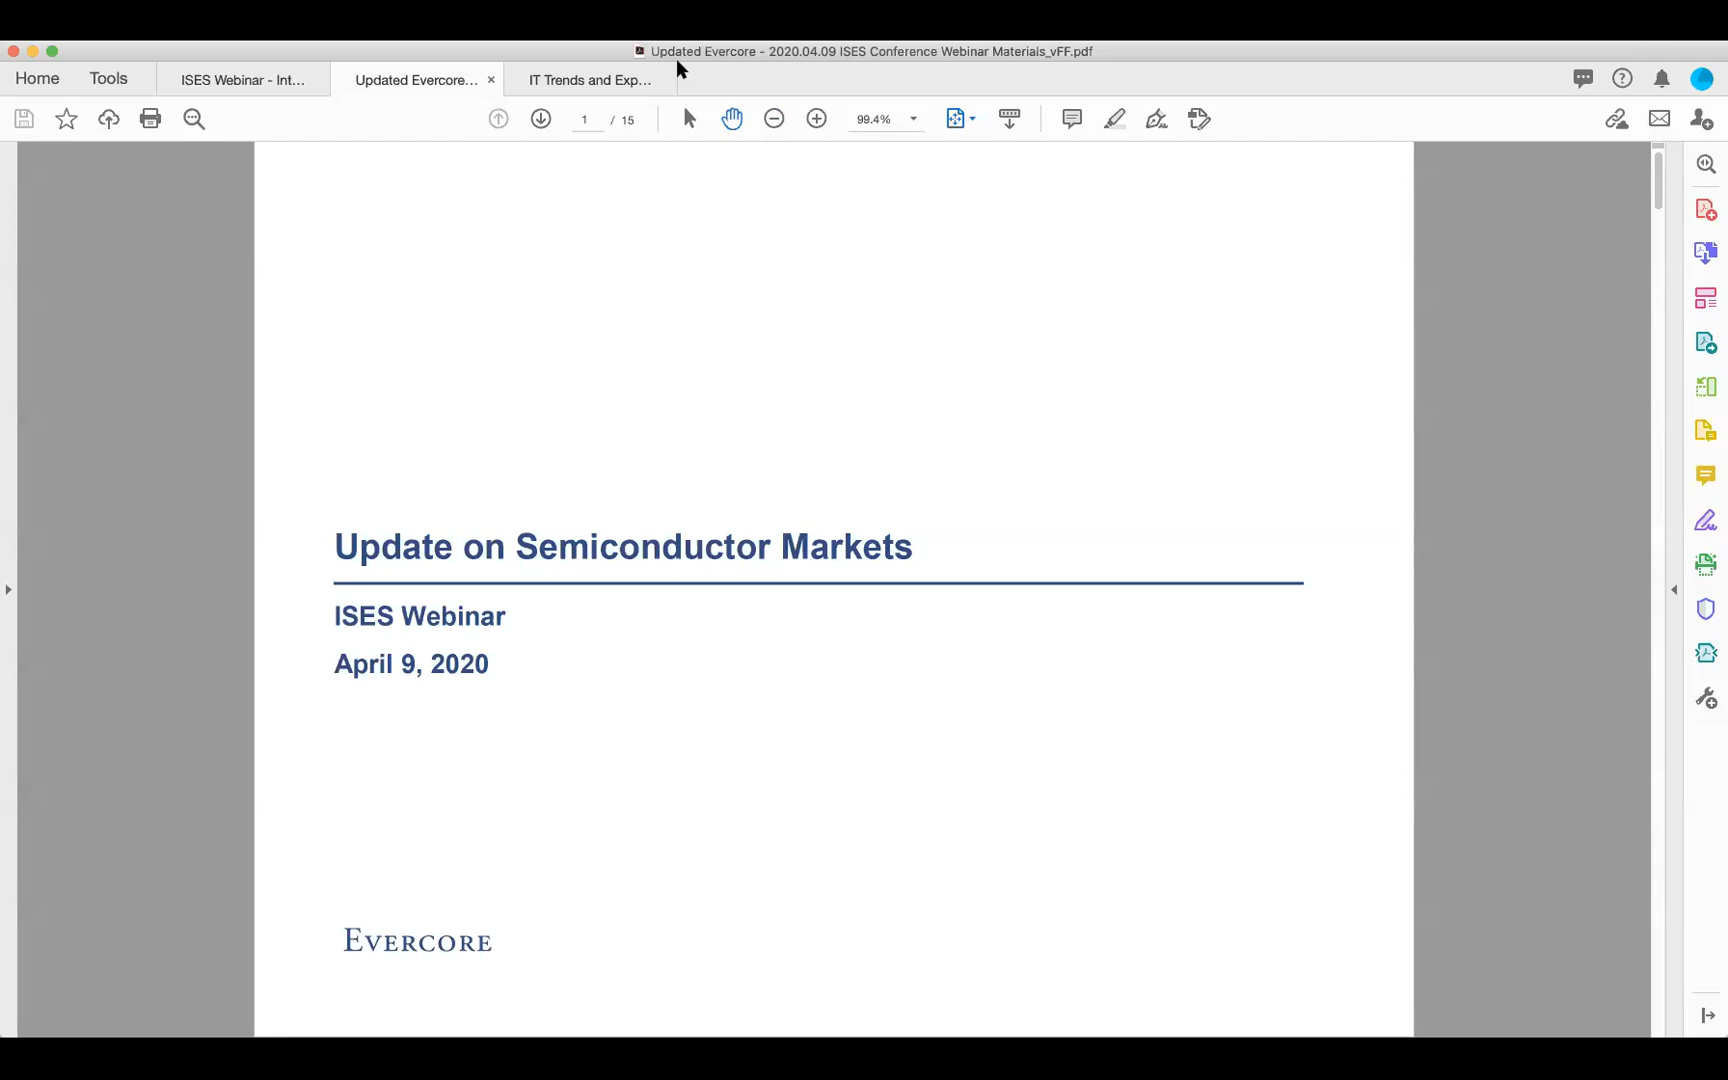 Updated Evercore - 2020.04.09 ISES Conference Webinar Materials_vFF.pdf
Home
Tools
ISES Webinar - Int...
Updated Evercore...
IT Trends and Exp...
1 / 15
99.4%
Update on Semiconductor Markets
ISES Webinar
April 9, 2020
EVERCORE